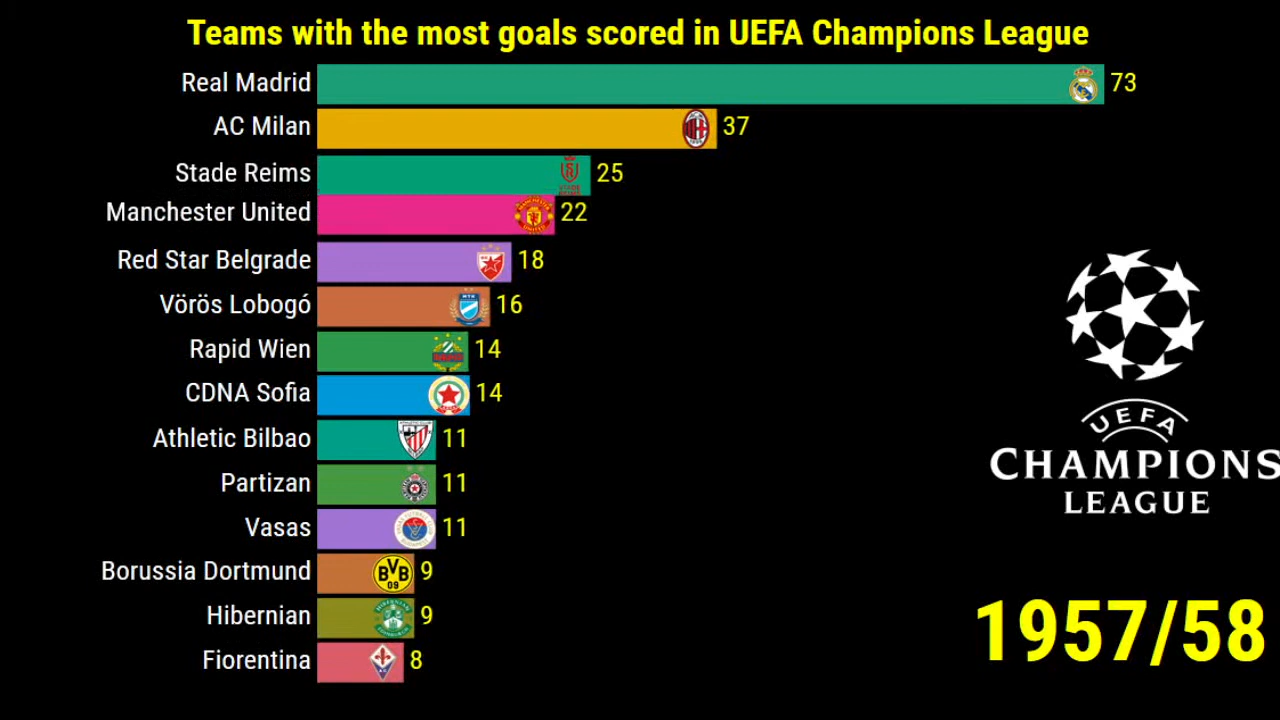 Teams with the most goals scored in UEFA Champions League
Real Madrid 73
AC Milan 37
Stade Reims 25
Manchester United 22
Red Star Belgrade 18
Vörös Lobogó 16
Rapid Wien 14
CDNA Sofia 14
Athletic Bilbao 11
Partizan 11
Vasas 11
Borussia Dortmund BVB 09 9
Hibernian 9
Fiorentina 8
UEFA
CHAMPIONS
LEAGUE
1957/58